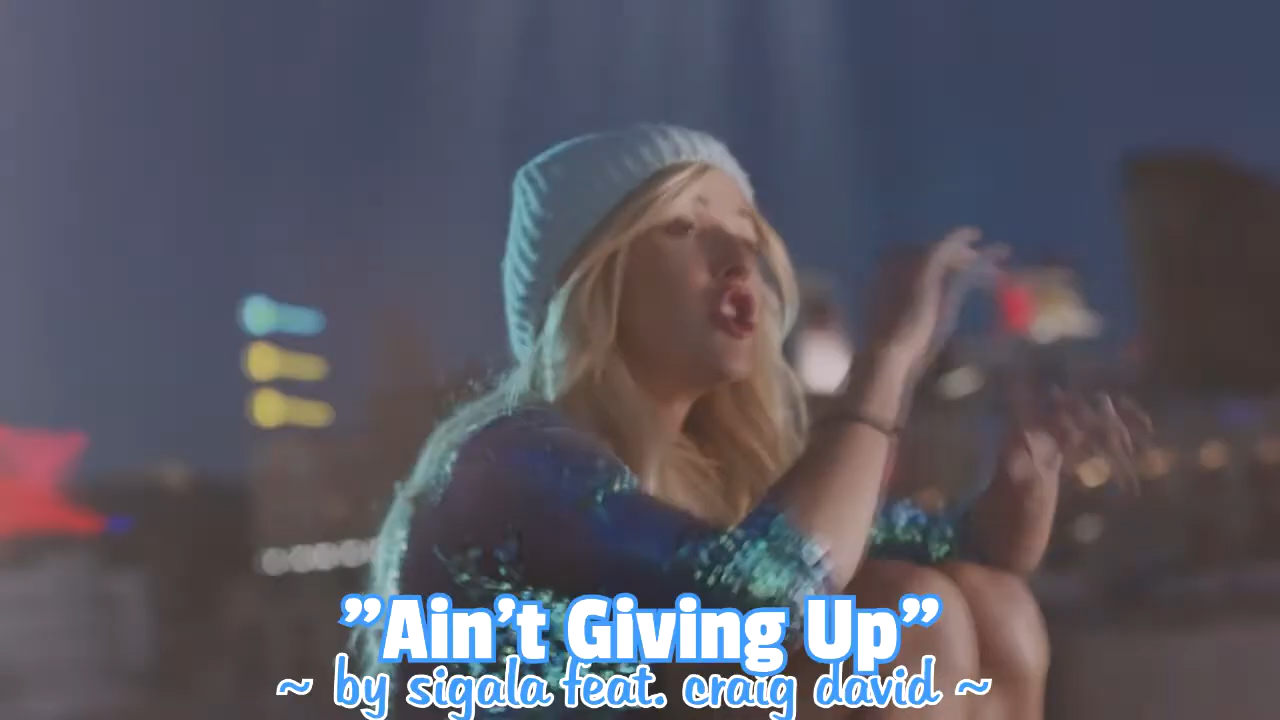 ”Ain’t Giving Up”
~ by sigala feat. craig david ~